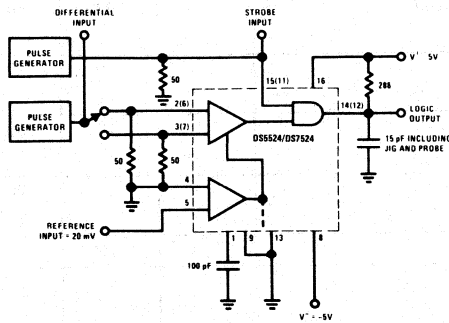 DIFFERENTIAL
INPUT
STROBE
INPUT
PULSE
GENERATOR
50
15(11)
16
V+ 5V
288
PULSE
GENERATOR
2(6)
3(7)
14(12)
LOGIC
OUTPUT
DS5524/DS7524
15 pF INCLUDING
JIG AND PROBE
50
50
4
5
REFERENCE
INPUT = 20 mV
1
9
13
8
100 pF
V- = -5V